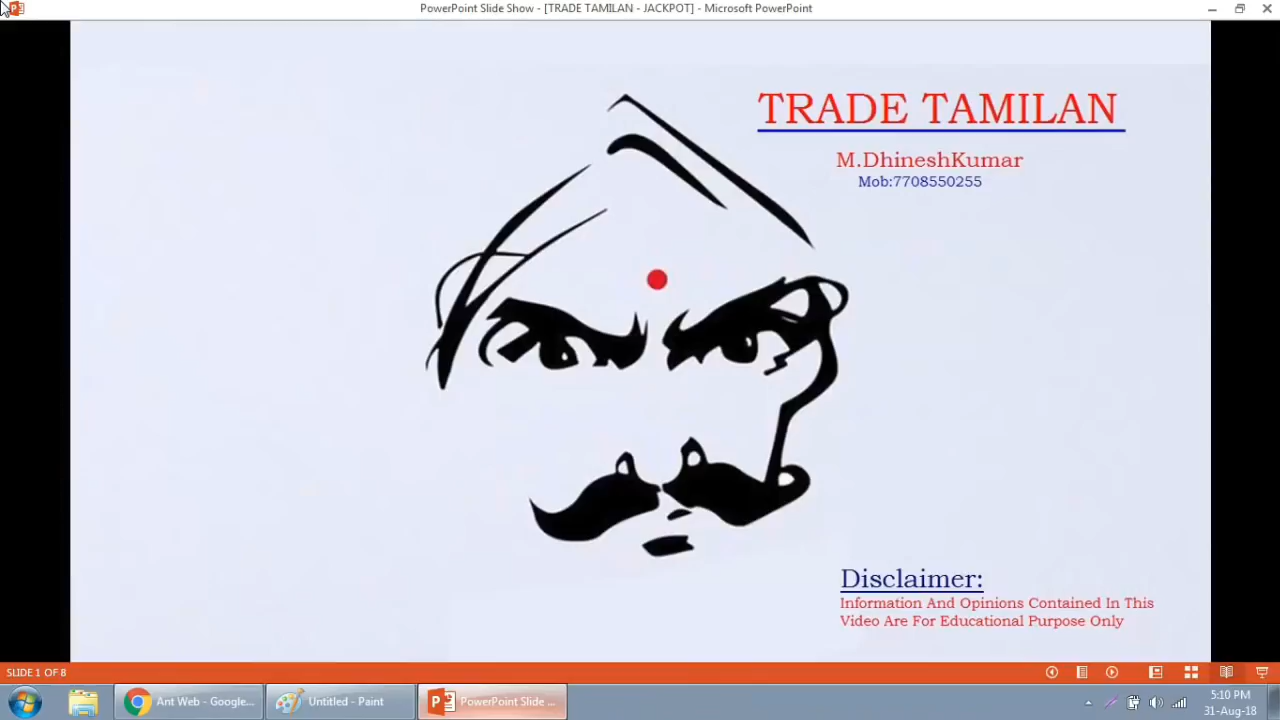 PowerPoint Slide Show - [TRADE TAMILAN - JACKPOT] - Microsoft PowerPoint
TRADE TAMILAN
M.DhineshKumar
Mob:7708550255
Disclaimer:
Information And Opinions Contained In This
Video Are For Educational Purpose Only
SLIDE 1 OF 8
Ant Web - Google...
Untitled - Paint
PowerPoint Slide ...
5:10 PM
31-Aug-18